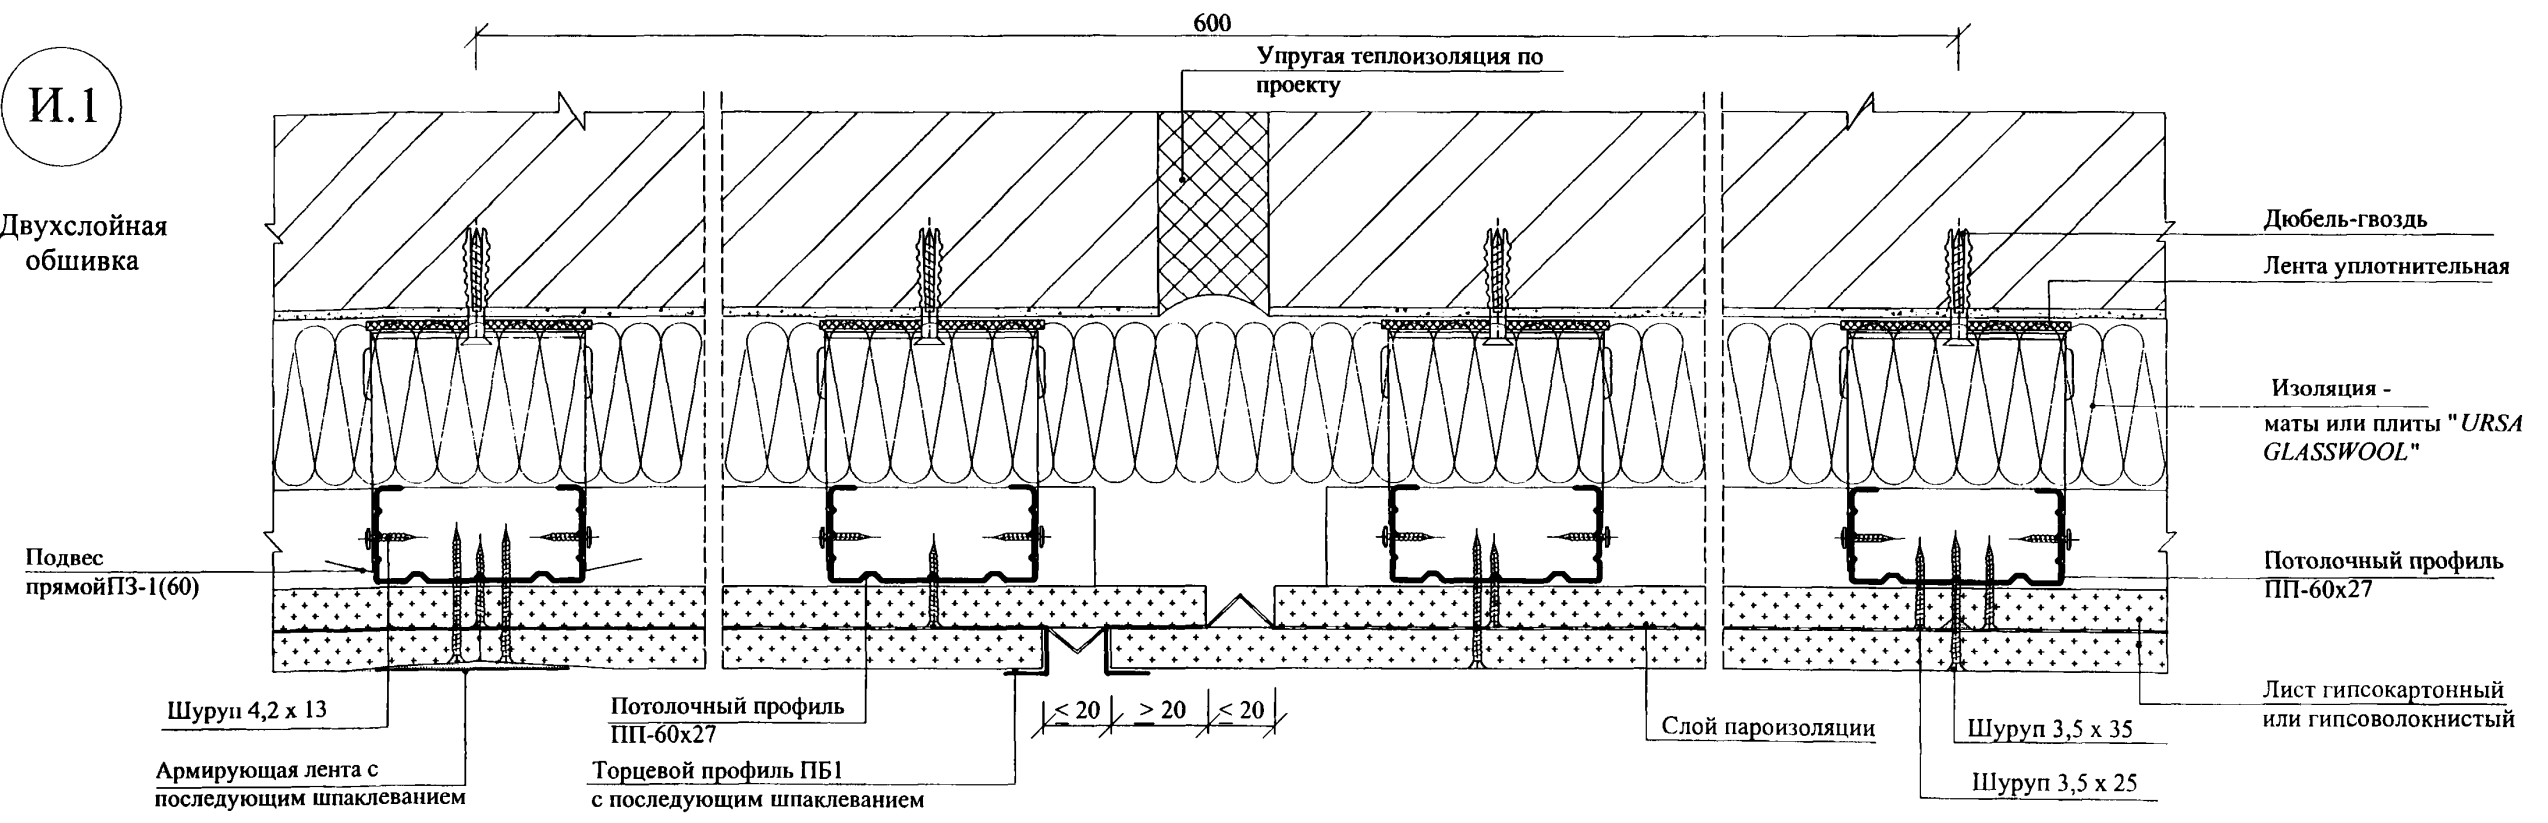 600
Упругая теплоизоляция по
проекту
И.1
Двухслойная
обшивка
Дюбель-гвоздь
Лента уплотнительная
Изоляция -
маты или плиты "URSA
GLASSWOOL"
Подвес
прямойПЗ-1(60)
Потолочный профиль
ПП-60х27
Лист гипсокартонный
или гипсоволокнистый
Шуруп 4,2 х 13
Потолочный профиль
ПП-60х27
≤ 20
≥ 20
≤ 20
Слой пароизоляции
Шуруп 3,5 х 35
Армирующая лента с
последующим шпаклеванием
Торцевой профиль ПБ1
с последующим шпаклеванием
Шуруп 3,5 х 25